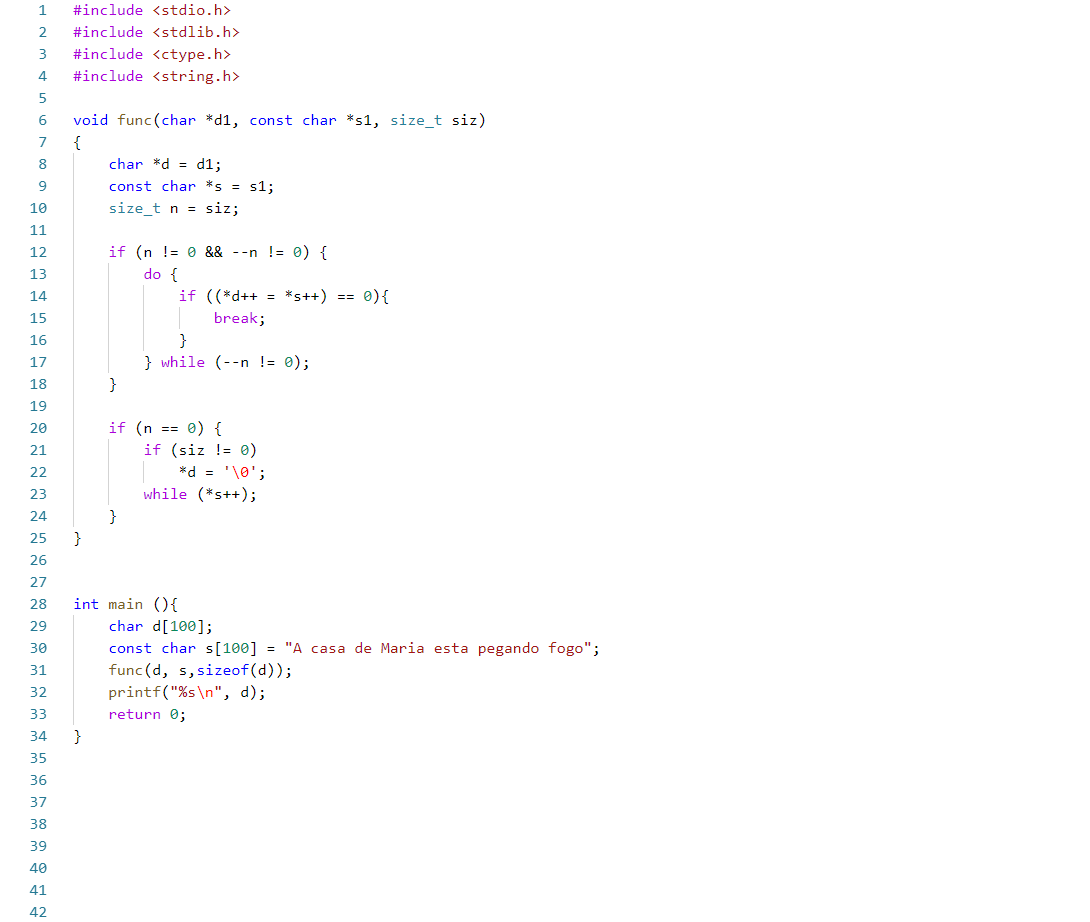 1 #include <stdio.h>
2 #include <stdlib.h>
3 #include <ctype.h>
4 #include <string.h>
5
6 void func(char *d1, const char *s1, size_t siz)
7 {
8     char *d = d1;
9     const char *s = s1;
10     size_t n = siz;
11
12     if (n != 0 && --n != 0) {
13         do {
14             if ((*d++ = *s++) == 0){
15                 break;
16             }
17         } while (--n != 0);
18     }
19
20     if (n == 0) {
21         if (siz != 0)
22             *d = '\0';
23         while (*s++);
24     }
25 }
26
27
28 int main (){
29     char d[100];
30     const char s[100] = "A casa de Maria esta pegando fogo";
31     func(d, s,sizeof(d));
32     printf("%s\n", d);
33     return 0;
34 }
35
36
37
38
39
40
41
42